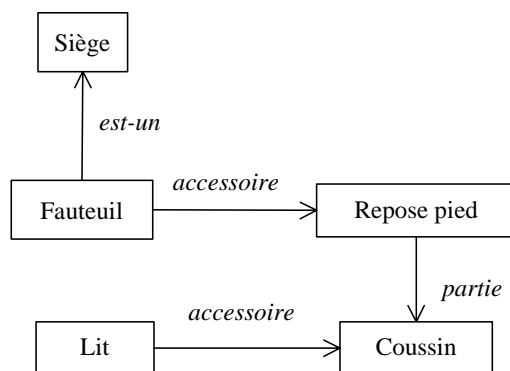 Siège
est-un
accessoire
Fauteuil
Repose pied
partie
accessoire
Lit
Coussin